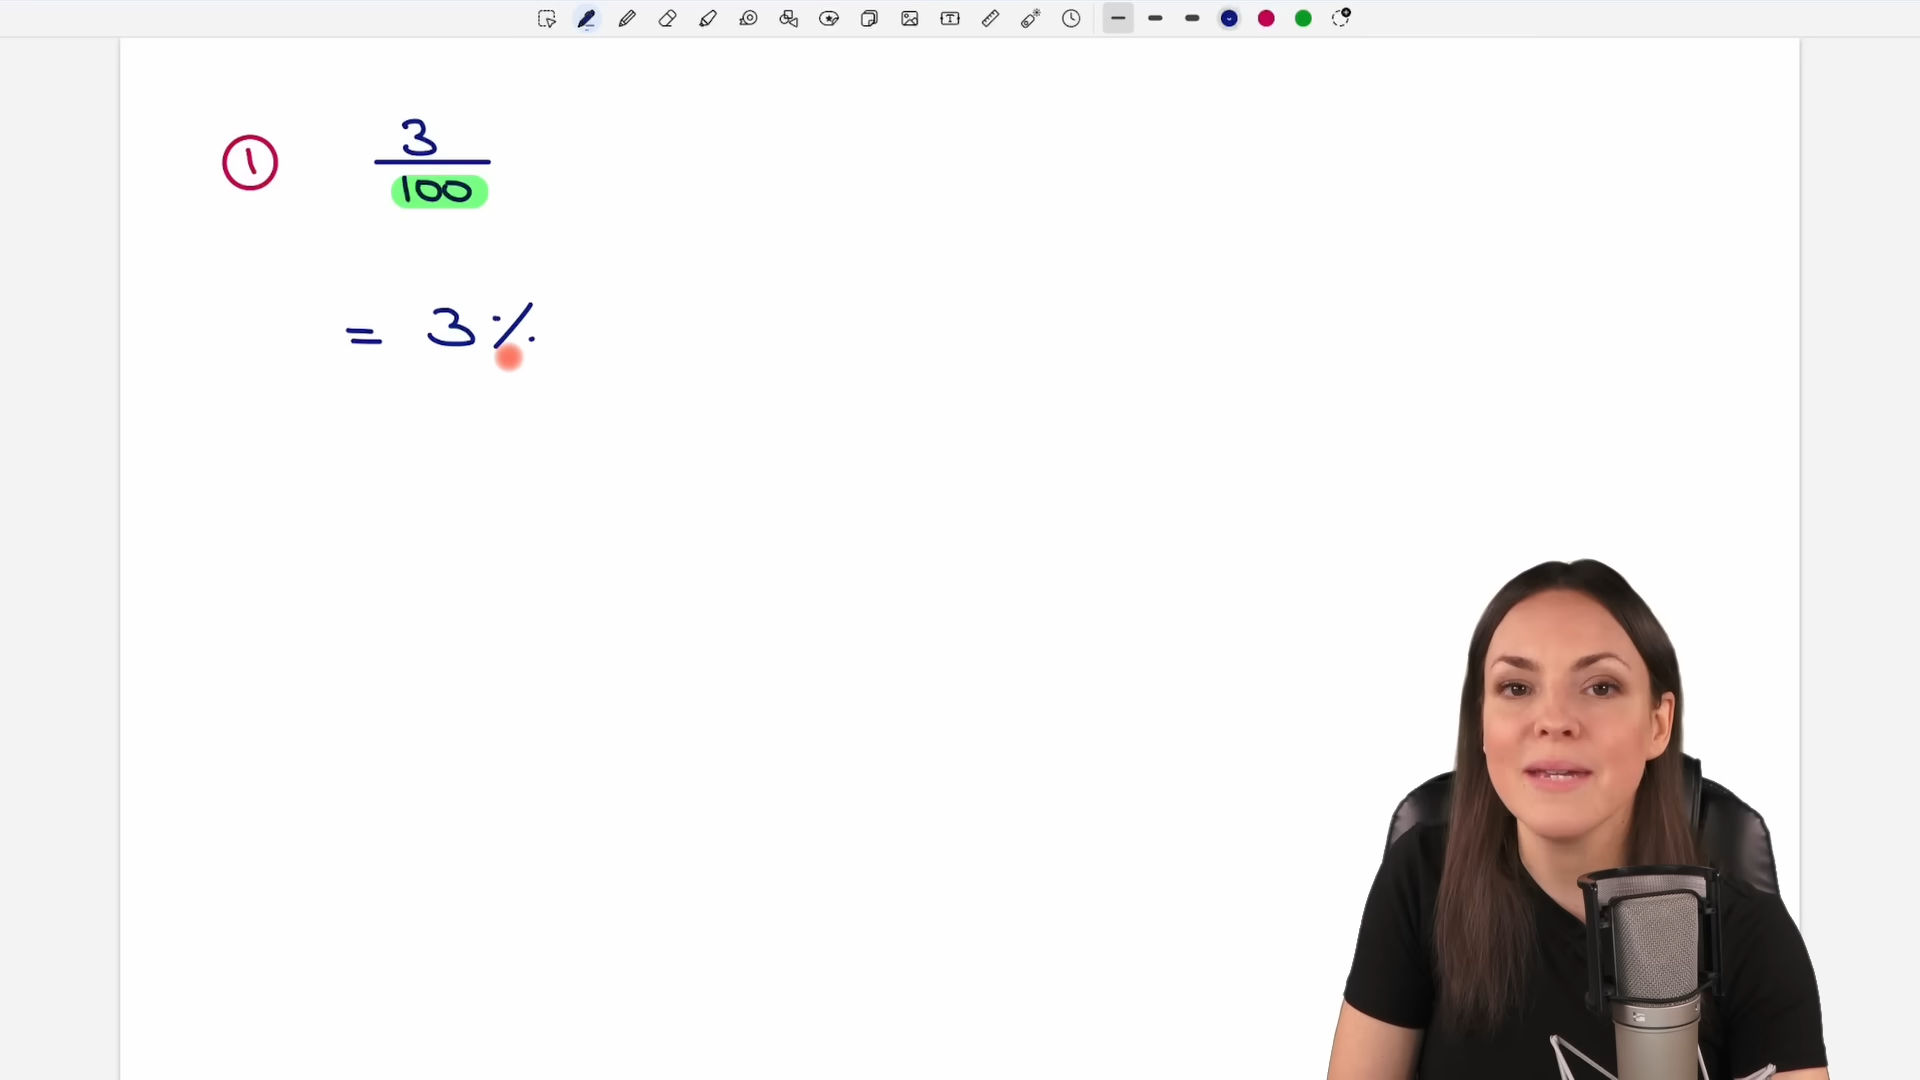 ① 3
100
= 3 %